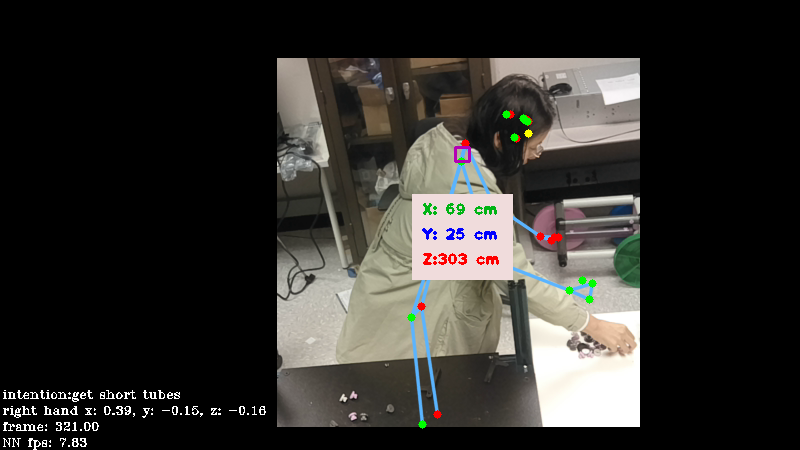 X: 69 cm
Y: 25 cm
Z:303 cm
intention:get short tubes
right hand x: 0.39, y: -0.15, z: -0.16
frame: 321.00
NN fps: 7.83